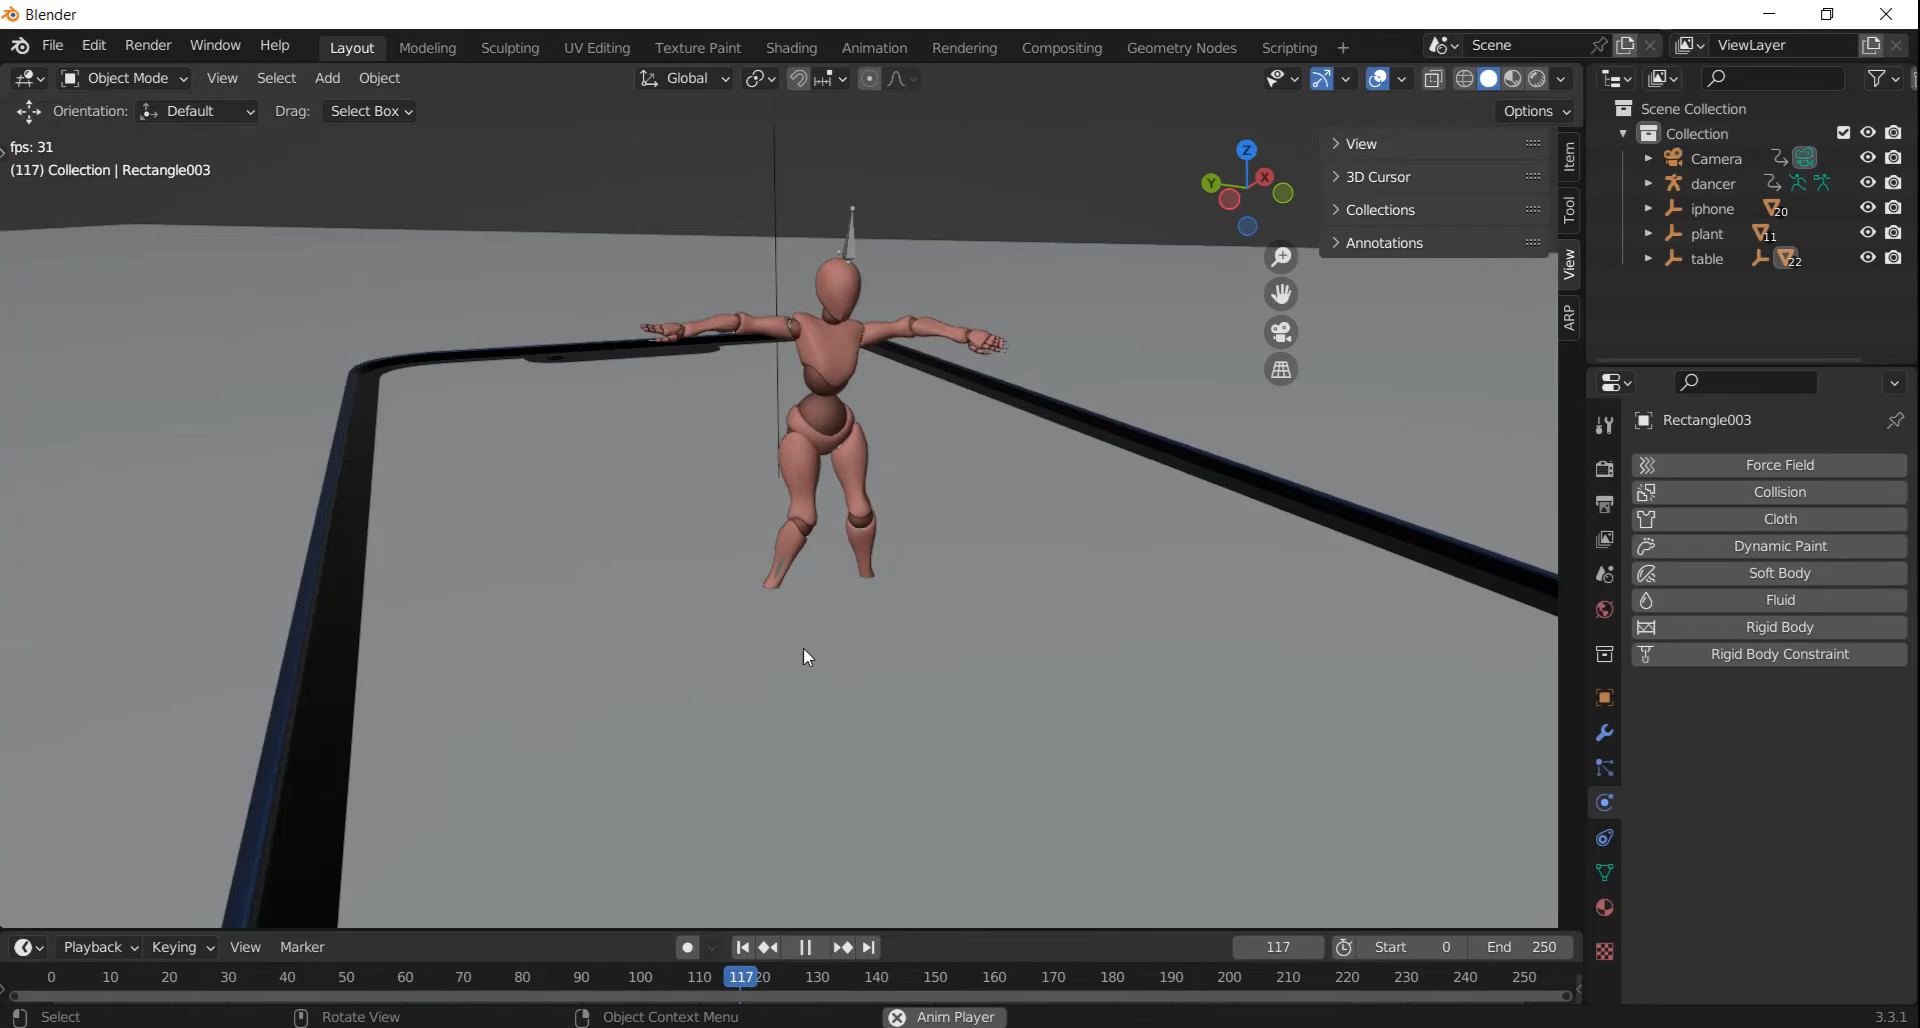 Blender
File Edit Render Window Help
Layout Modeling Sculpting UV Editing Texture Paint Shading Animation Rendering Compositing Geometry Nodes Scripting +
Scene
ViewLayer
Object Mode View Select Add Object
Global
Orientation: Default Drag: Select Box
Options
fps: 31
(117) Collection | Rectangle003
Z
Y
X
View
3D Cursor
Collections
Annotations
Item
Tool
View
ARP
Scene Collection
Collection
Camera
dancer
iphone 20
plant 11
table 22
Rectangle003
Force Field
Collision
Cloth
Dynamic Paint
Soft Body
Fluid
Rigid Body
Rigid Body Constraint
Playback Keying View Marker
117 Start 0 End 250
0 10 20 30 40 50 60 70 80 90 100 110 117 20 130 140 150 160 170 180 190 200 210 220 230 240 250
Select Rotate View Object Context Menu Anim Player 3.3.1